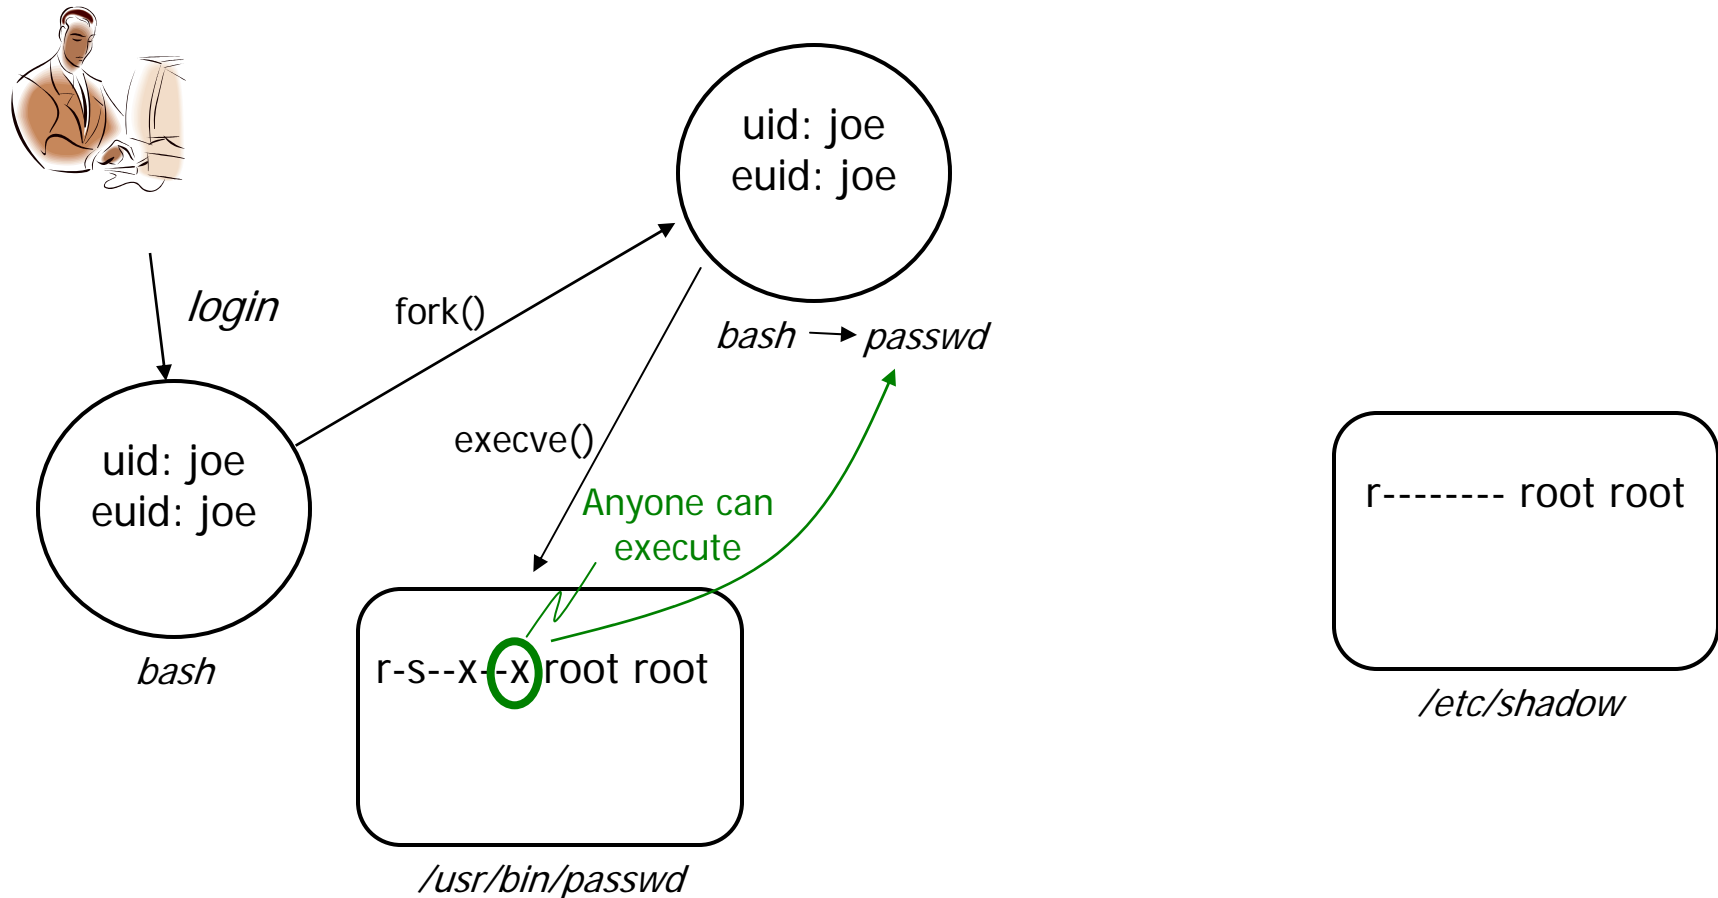 uid: joe
euid: joe
login
fork()
bash → passwd
execve()
uid: joe
euid: joe
Anyone can
execute
r-------- root root
bash
r-s--x--x root root
/etc/shadow
/usr/bin/passwd